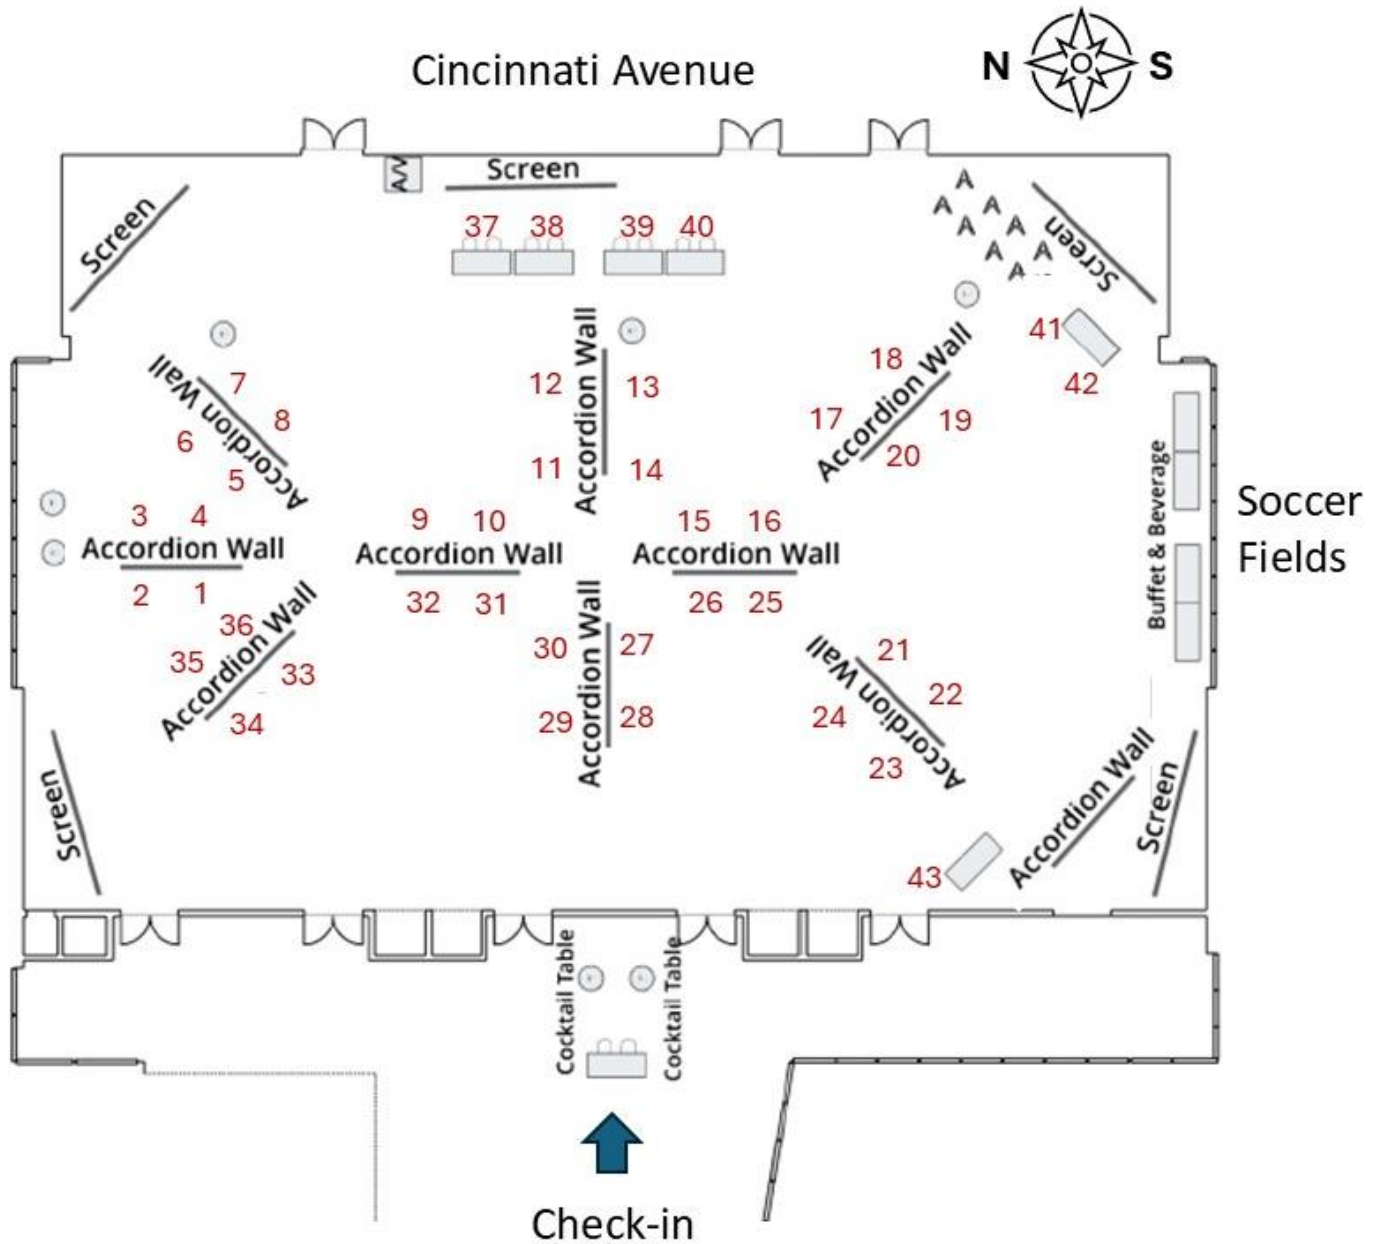 Cincinnati Avenue
N S
Screen
Screen
Screen
37 38 39 40
41
42
7
8
6
5
Accordion Wall
12 13
11 14
Accordion Wall
18
17 19
20
Accordion Wall
3 4
Accordion Wall
2 1
9 10
Accordion Wall
32 31
15 16
Accordion Wall
26 25
Buffet & Beverage
Soccer
Fields
36
35 33
34
Accordion Wall
30 27
29 28
Accordion Wall
21
22
24
23
Accordion Wall
Screen
43
Accordion Wall
Screen
Cocktail Table
Cocktail Table
Check-in